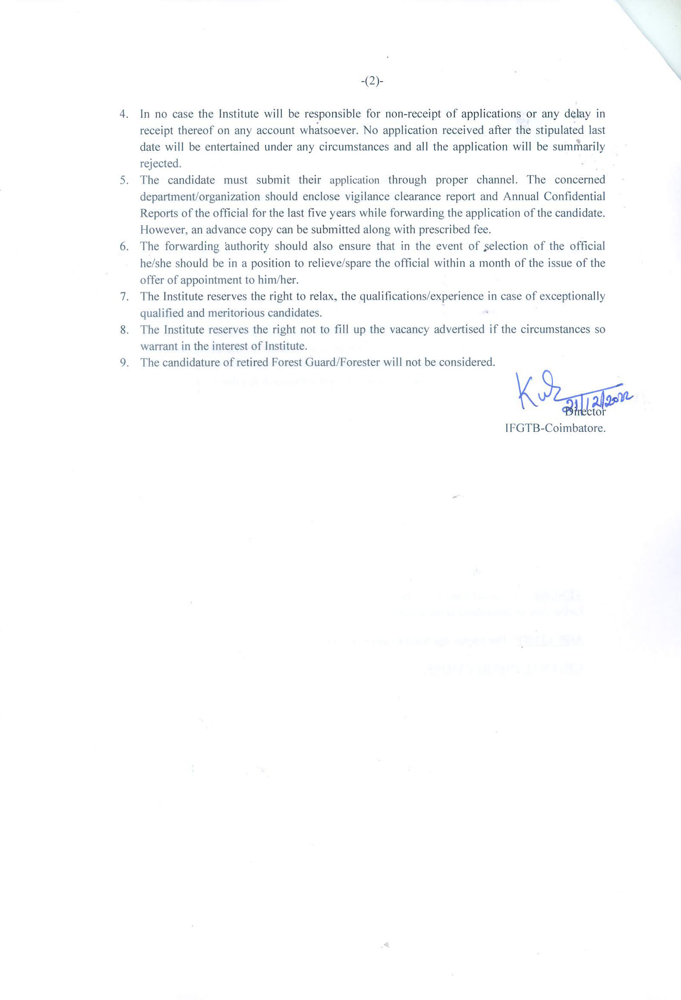 -(2)-
4. In no case the Institute will be responsible for non-receipt of applications or any delay in
receipt thereof on any account whatsoever. No application received after the stipulated last
date will be entertained under any circumstances and all the application will be summarily
rejected.
5. The candidate must submit their application through proper channel. The concerned
department/organization should enclose vigilance clearance report and Annual Confidential
Reports of the official for the last five years while forwarding the application of the candidate.
However, an advance copy can be submitted along with prescribed fee.
6. The forwarding authority should also ensure that in the event of selection of the official
he/she should be in a position to relieve/spare the official within a month of the issue of the
offer of appointment to him/her.
7. The Institute reserves the right to relax, the qualifications/experience in case of exceptionally
qualified and meritorious candidates.
8. The Institute reserves the right not to fill up the vacancy advertised if the circumstances so
warrant in the interest of Institute.
9. The candidature of retired Forest Guard/Forester will not be considered.
21/12/2022
Director
IFGTB-Coimbatore.